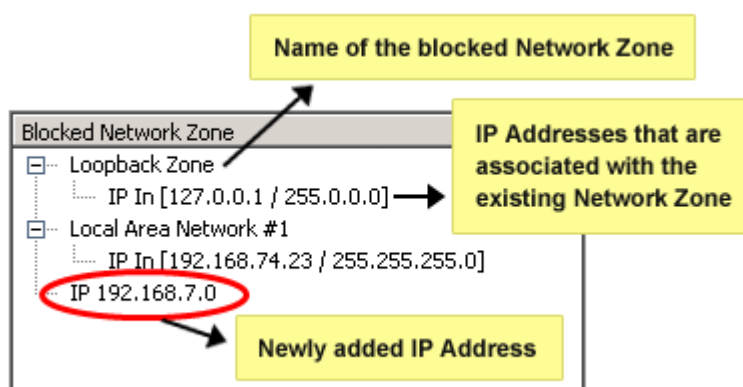 Name of the blocked Network Zone
Blocked Network Zone
IP Addresses that are
associated with the
existing Network Zone
Loopback Zone
IP In [127.0.0.1 / 255.0.0.0]
Local Area Network #1
IP In [192.168.74.23 / 255.255.255.0]
IP 192.168.7.0
Newly added IP Address